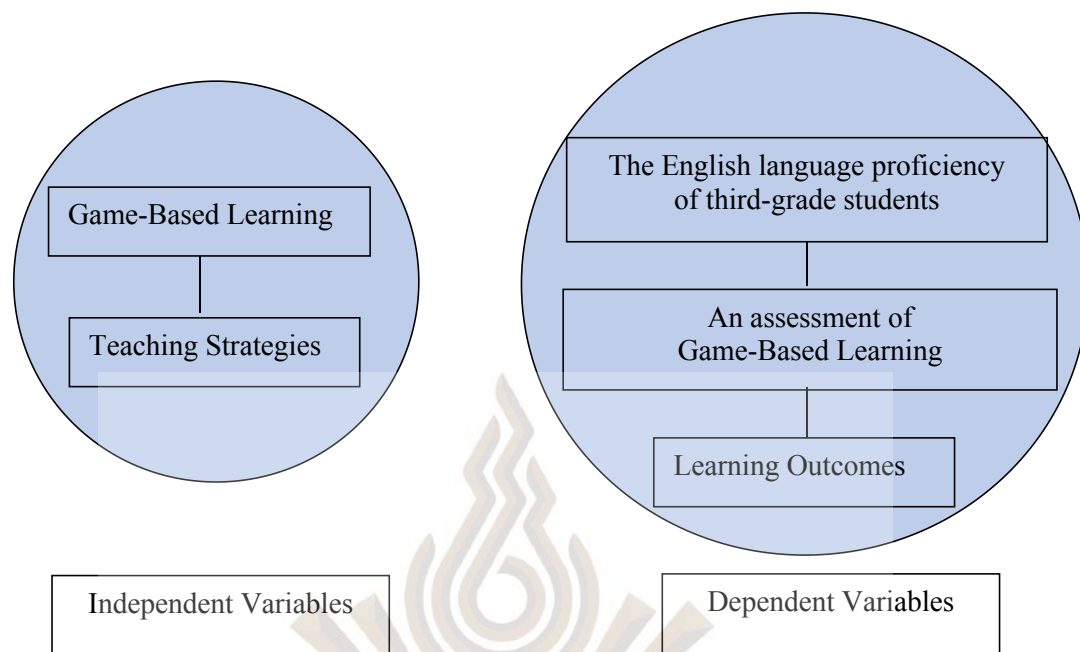 Game-Based Learning
Teaching Strategies
The English language proficiency
of third-grade students
An assessment of
Game-Based Learning
Learning Outcomes
Independent Variables
Dependent Variables